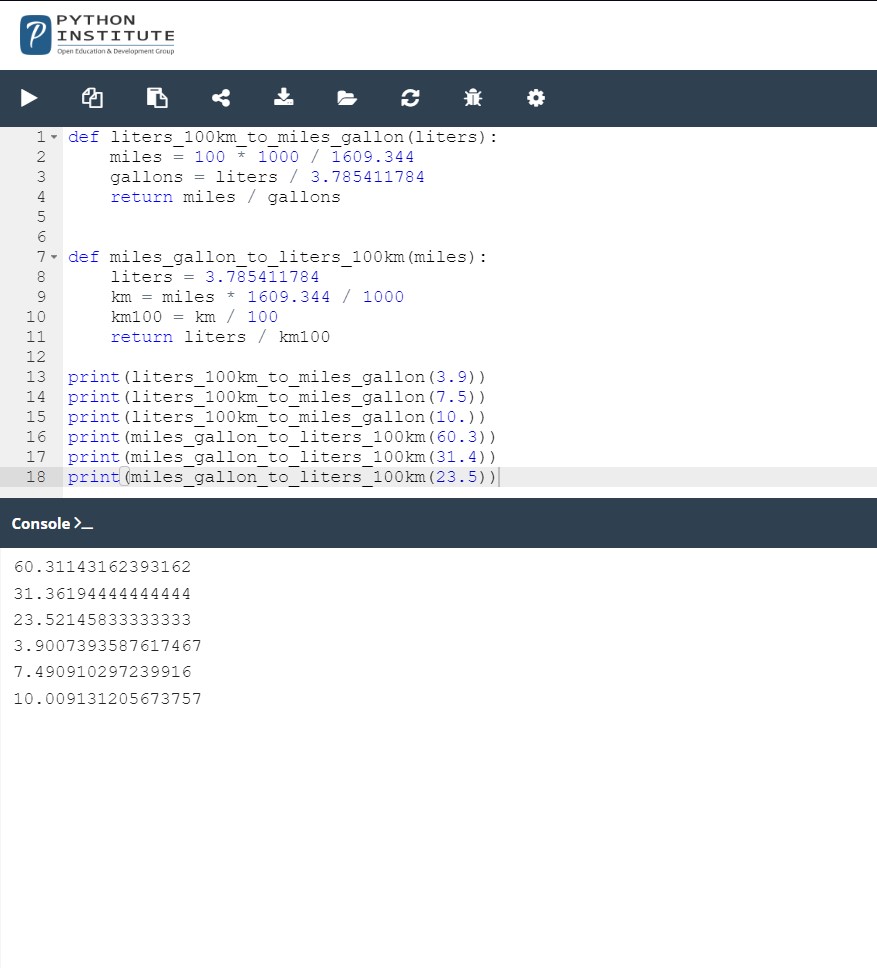 PYTHON
INSTITUTE
Open Education & Development Group
1 def liters_100km_to_miles_gallon(liters):
2     miles = 100 * 1000 / 1609.344
3     gallons = liters / 3.785411784
4     return miles / gallons
5
6
7 def miles_gallon_to_liters_100km(miles):
8     liters = 3.785411784
9     km = miles * 1609.344 / 1000
10     km100 = km / 100
11     return liters / km100
12
13 print(liters_100km_to_miles_gallon(3.9))
14 print(liters_100km_to_miles_gallon(7.5))
15 print(liters_100km_to_miles_gallon(10.))
16 print(miles_gallon_to_liters_100km(60.3))
17 print(miles_gallon_to_liters_100km(31.4))
18 print(miles_gallon_to_liters_100km(23.5))
Console >_
60.31143162393162
31.36194444444444
23.52145833333333
3.9007393587617467
7.490910297239916
10.009131205673757